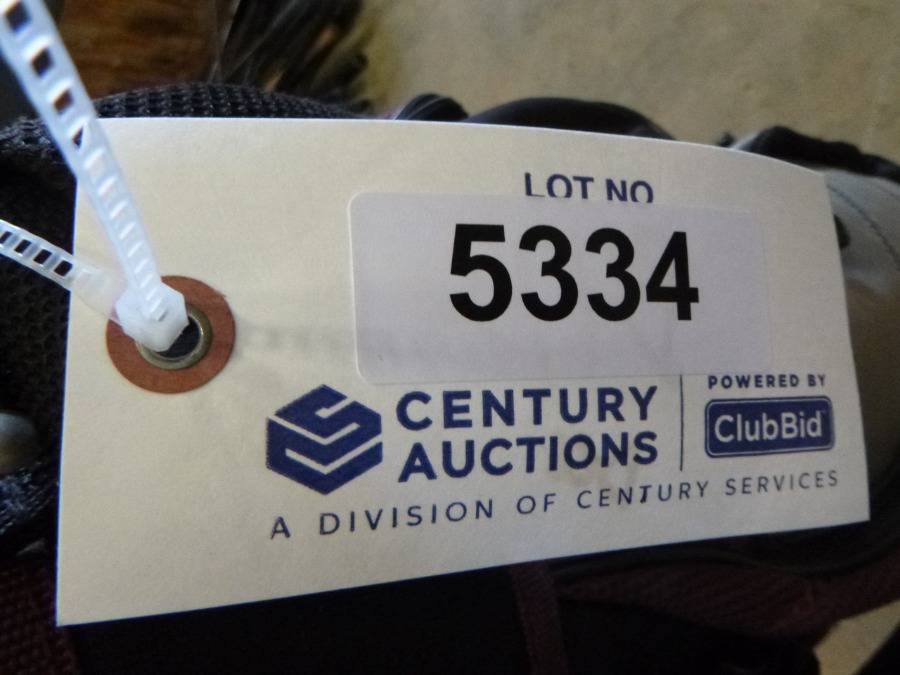 LOT NO
5334
CENTURY
AUCTIONS
POWERED BY
ClubBid
A DIVISION OF CENTURY SERVICES